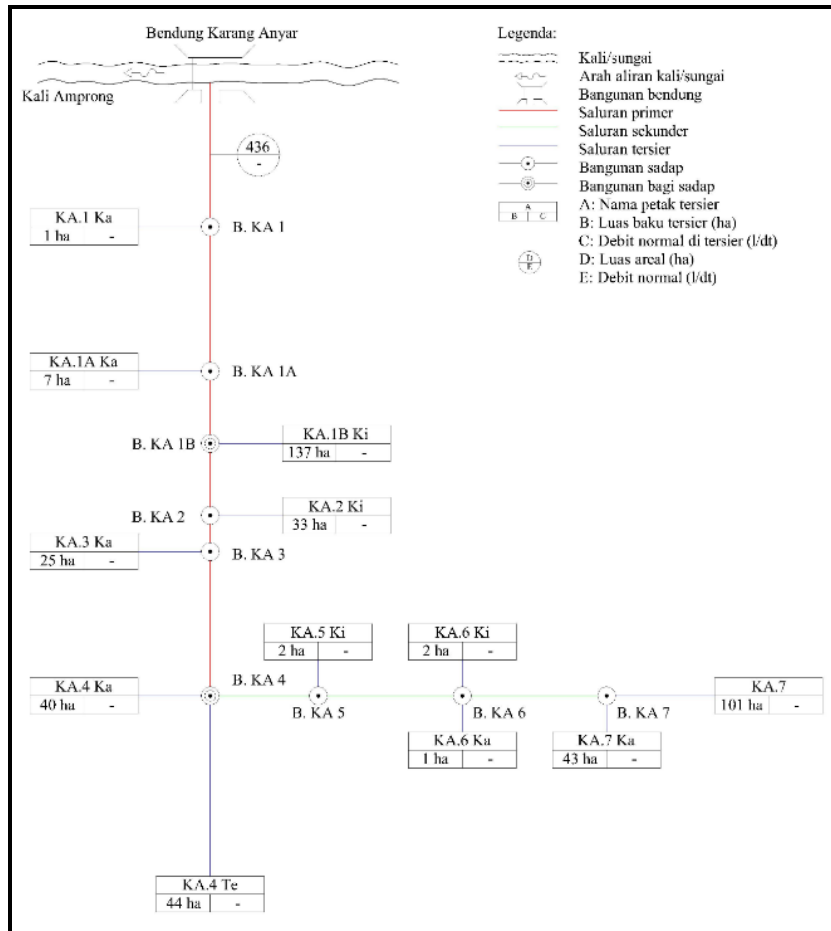 Bendung Karang Anyar
Kali Amprong
436
-
Legenda:
Kali/sungai
Arah aliran kali/sungai
Bangunan bendung
Saluran primer
Saluran sekunder
Saluran tersier
Bangunan sadap
Bangunan bagi sadap
A
B C
A: Nama petak tersier
B: Luas baku tersier (ha)
C: Debit normal di tersier (l/dt)
D
E
D: Luas areal (ha)
E: Debit normal (l/dt)
KA.1 Ka
1 ha -
B. KA 1
KA.1A Ka
7 ha -
B. KA 1A
B. KA 1B
KA.1B Ki
137 ha -
B. KA 2
KA.2 Ki
33 ha -
KA.3 Ka
25 ha -
B. KA 3
KA.5 Ki
2 ha -
KA.6 Ki
2 ha -
KA.4 Ka
40 ha -
B. KA 4
B. KA 5
B. KA 6
B. KA 7
KA.7
101 ha -
KA.6 Ka
1 ha -
KA.7 Ka
43 ha -
KA.4 Te
44 ha -